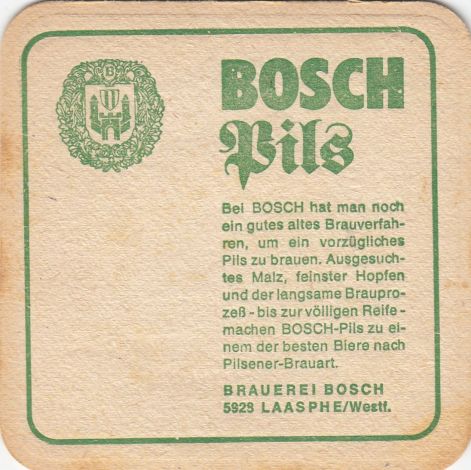 B
BOSCH
Pils
Bei BOSCH hat man noch
ein gutes altes Brauverfah-
ren, um ein vorzügliches
Pils zu brauen. Ausgesuch-
tes Malz, feinster Hopfen
und der langsame Braupro-
zeß - bis zur völligen Reife -
machen BOSCH-Pils zu ei-
nem der besten Biere nach
Pilsener-Brauart.
BRAUEREI BOSCH
5928 LAASPHE/Westf.